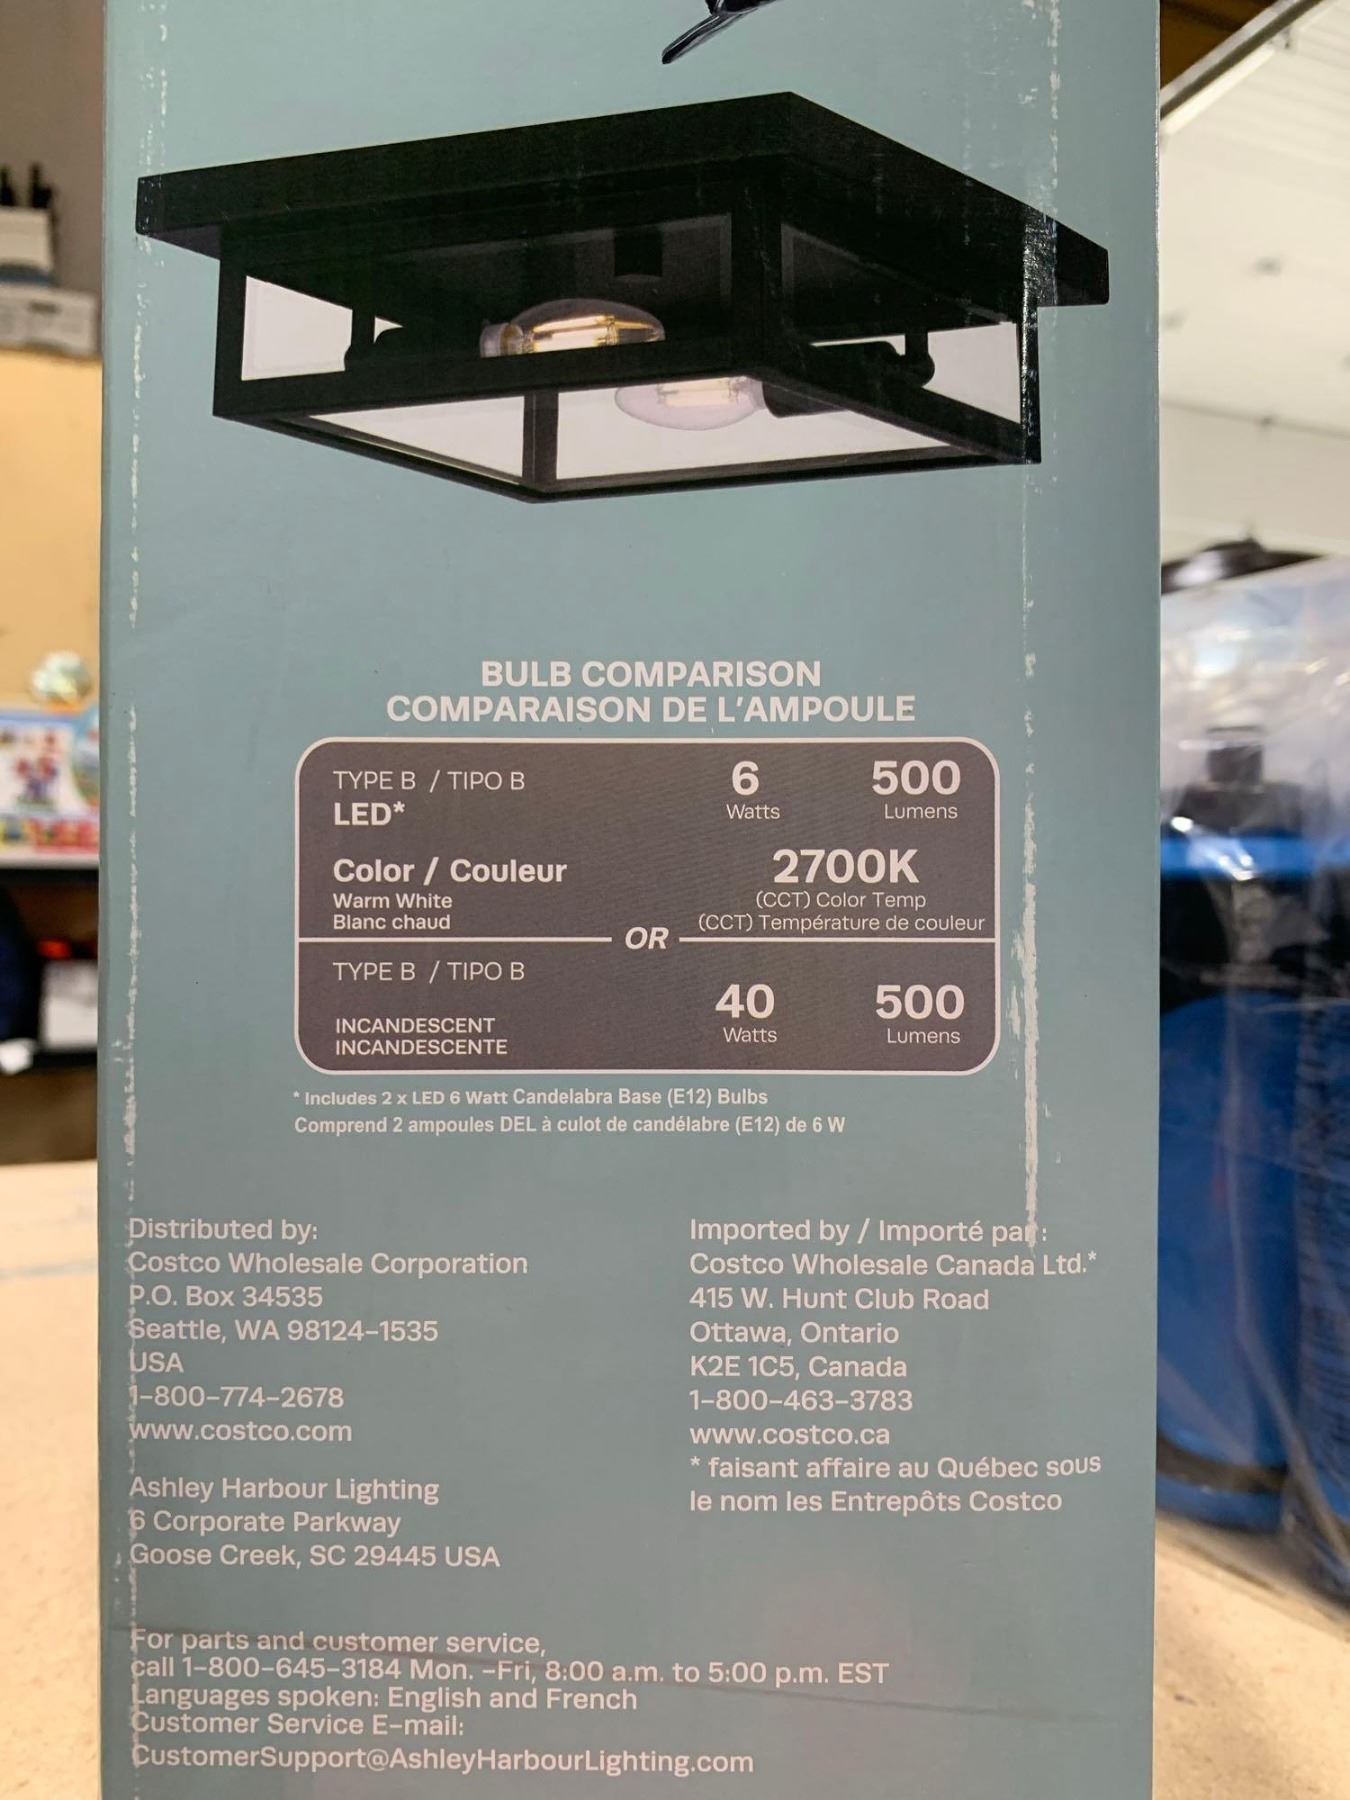 BULB COMPARISON
COMPARAISON DE L'AMPOULE
TYPE B / TIPO B
LED*
6 Watts
500 Lumens
Color / Couleur
Warm White
Blanc chaud
2700K
(CCT) Color Temp
(CCT) Température de couleur
OR
TYPE B / TIPO B
INCANDESCENT
INCANDESCENTE
40 Watts
500 Lumens
* Includes 2 x LED 6 Watt Candelabra Base (E12) Bulbs
Comprend 2 ampoules DEL à culot de candélabre (E12) de 6 W
Distributed by:
Costco Wholesale Corporation
P.O. Box 34535
Seattle, WA 98124-1535
USA
1-800-774-2678
www.costco.com
Ashley Harbour Lighting
6 Corporate Parkway
Goose Creek, SC 29445 USA
Imported by / Importé par :
Costco Wholesale Canada Ltd.*
415 W. Hunt Club Road
Ottawa, Ontario
K2E 1C5, Canada
1-800-463-3783
www.costco.ca
* faisant affaire au Québec sous
le nom les Entrepôts Costco
For parts and customer service,
call 1-800-645-3184 Mon. -Fri, 8:00 a.m. to 5:00 p.m. EST
Languages spoken: English and French
Customer Service E-mail:
CustomerSupport@AshleyHarbourLighting.com